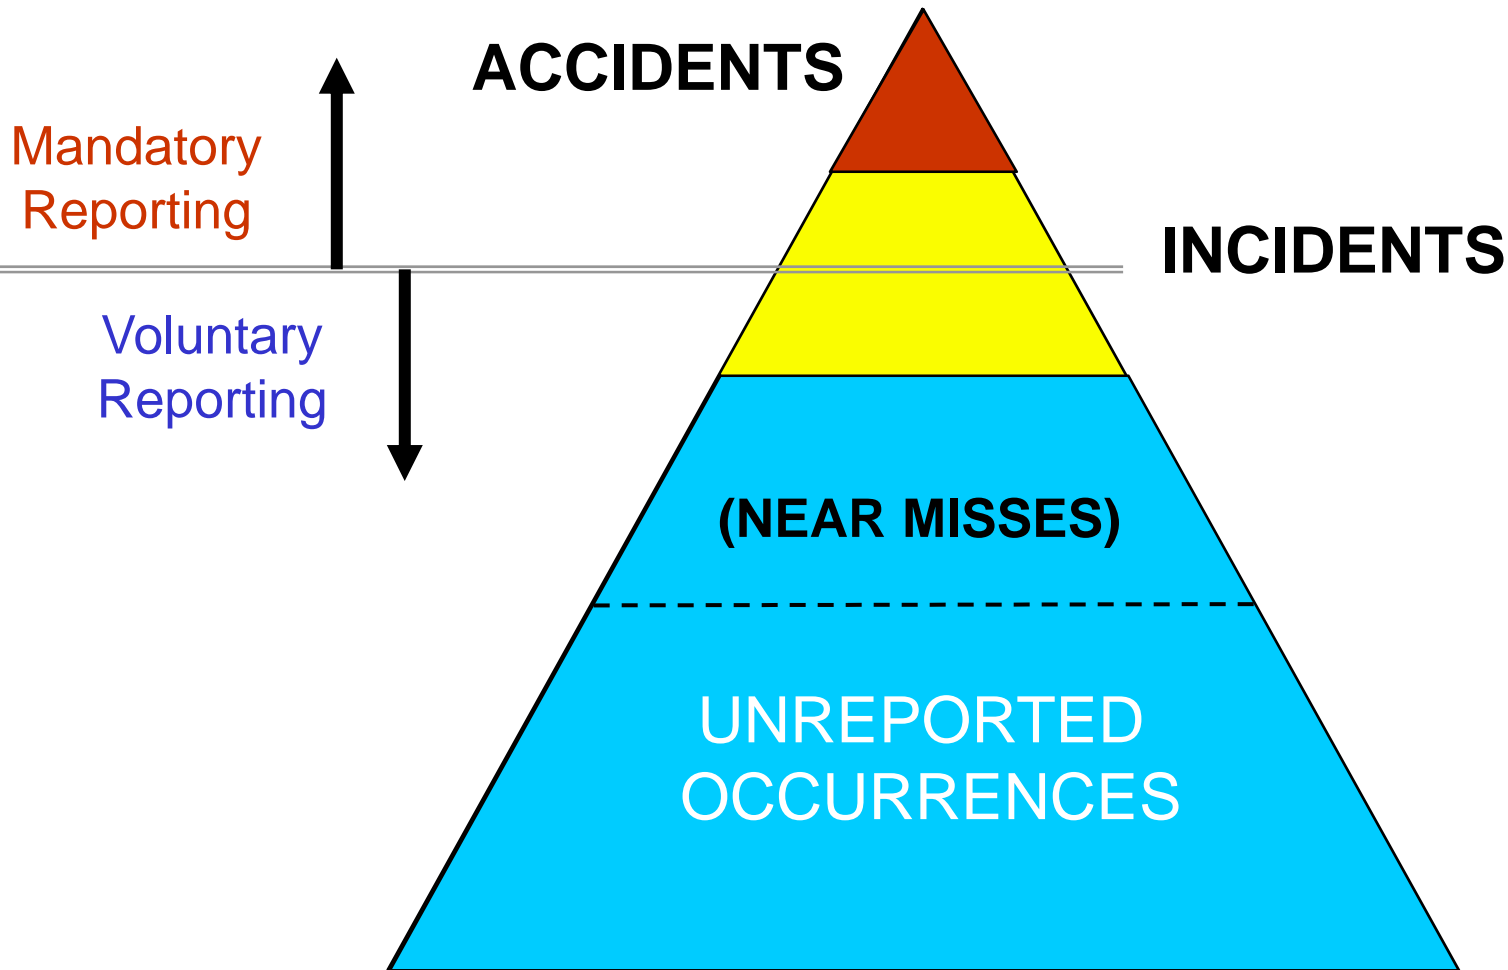 ACCIDENTS
Mandatory
Reporting
INCIDENTS
Voluntary
Reporting
(NEAR MISSES)
UNREPORTED
OCCURRENCES